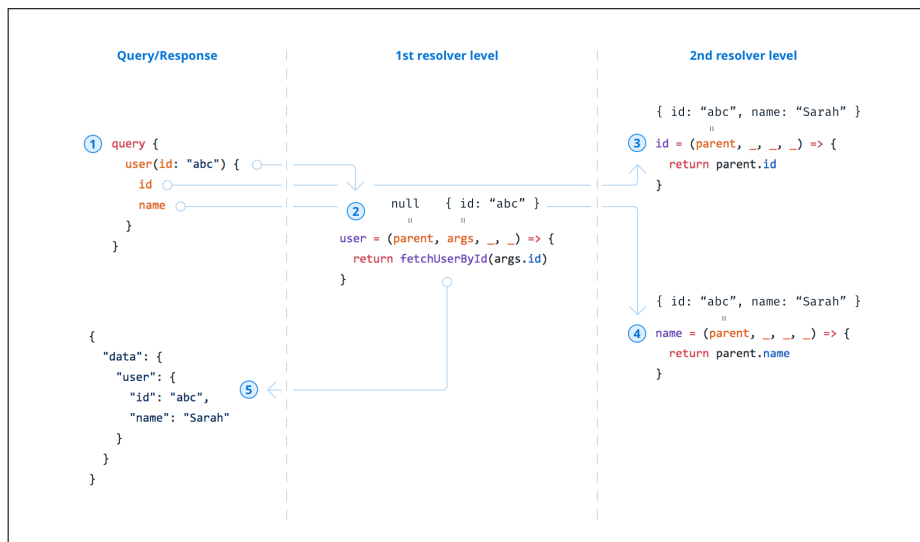 Query/Response
1st resolver level
2nd resolver level
1
query {
user(id: "abc") {
id
name
}
}
2
null { id: “abc” }
= =
user = (parent, args, _, _) => {
return fetchUserById(args.id)
}
{ id: “abc”, name: “Sarah” }
=
3
id = (parent, _, _, _) => {
return parent.id
}
{ id: “abc”, name: “Sarah” }
=
4
name = (parent, _, _, _) => {
return parent.name
}
5
{
"data": {
"user": {
"id": "abc",
"name": "Sarah"
}
}
}